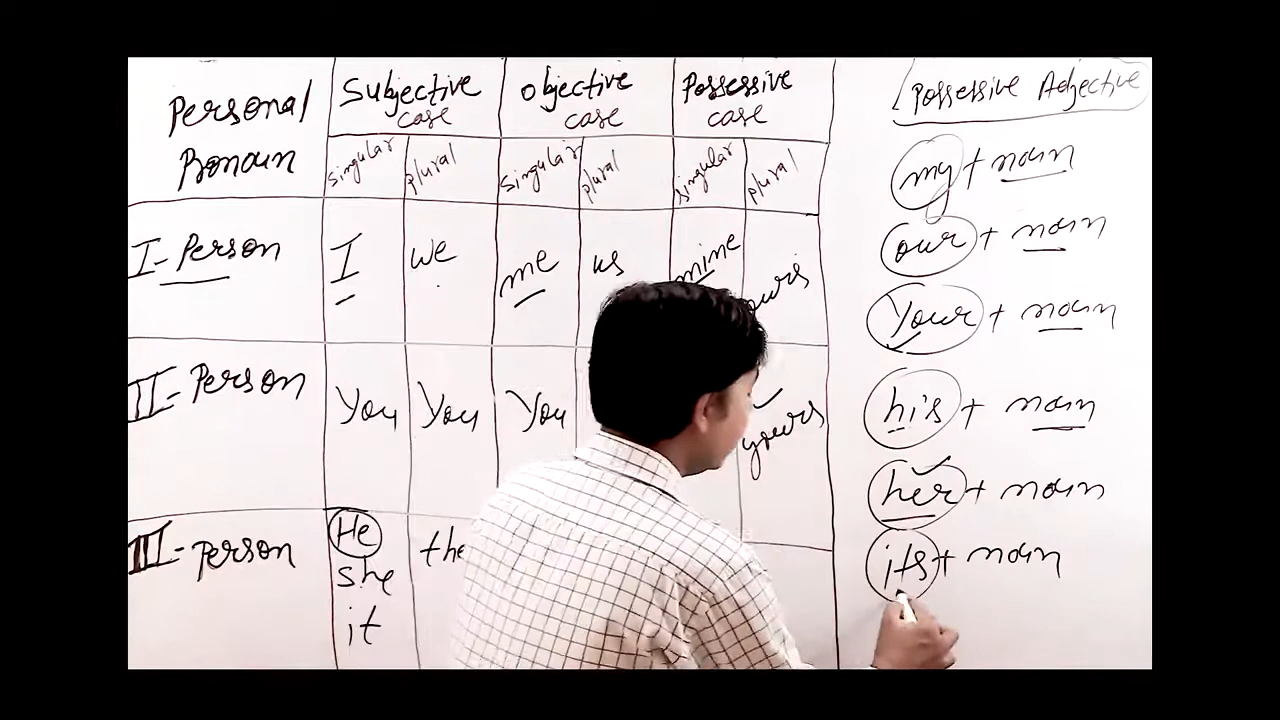 Personal Pronoun
Subjective case
objective case
Possessive case
Possessive Adjective
singular plural singular plural singular plural
my + noun
I - Person I we me us mine ours
our + noun
Your + noun
II - Person You You You yours
his + noun
her + noun
III - person He the
she
it
its + noun